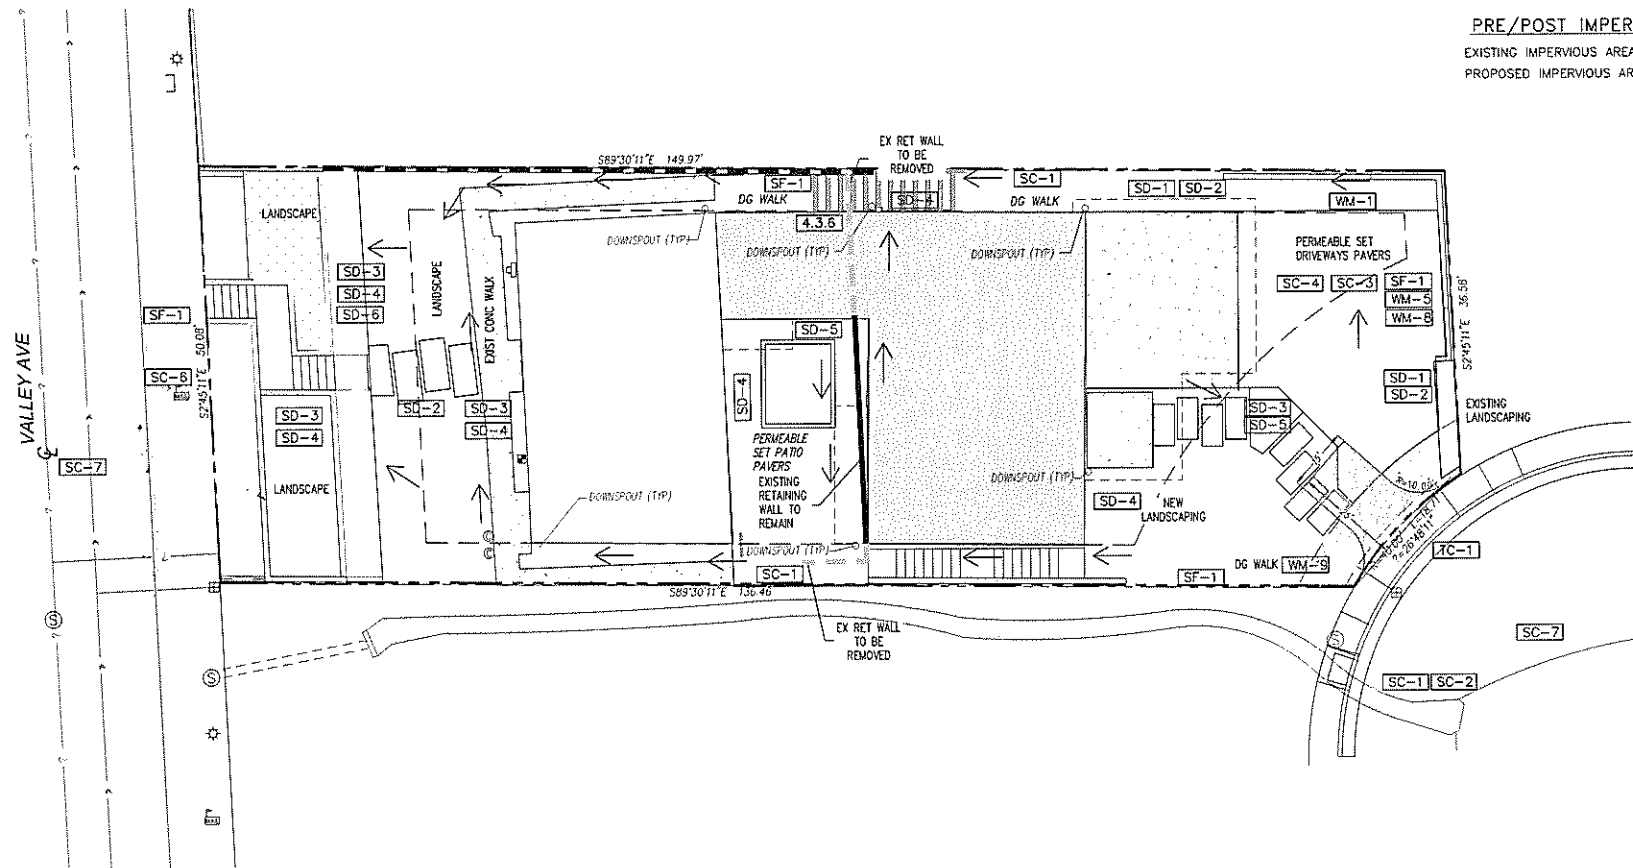 PRE/POST IMPER
EXISTING IMPERVIOUS AREA
PROPOSED IMPERVIOUS AR
EX RET WALL
TO BE
REMOVED
S89°30'11"E 149.97'
SF-1
SC-1
SD-1
SD-2
DG WALK
SD-4
DG WALK
WM-1
LANDSCAPE
4.3.6
DOWNSPOUT (TYP)
DOWNSPOUT (TYP)
DOWNSPOUT (TYP)
PERMEABLE SET
DRIVEWAYS PAVERS
SD-3
SD-4
SD-6
LANDSCAPE
SC-4
SC-3
SF-1
WM-5
WM-8
SF-1
EXIST CONC WALK
S2°45'11"E 50.08'
S2°45'11"E 36.58'
VALLEY AVE
SD-5
SC-6
SD-4
SD-1
SD-2
SD-2
SD-3
SD-4
SD-3
SD-4
SD-3
SD-5
EXISTING
LANDSCAPING
PERMEABLE
SET PATIO
PAVERS
EXISTING
RETAINING
WALL TO
REMAIN
SC-7
DOWNSPOUT (TYP)
LANDSCAPE
DOWNSPOUT (TYP)
SD-4
NEW
LANDSCAPING
DOWNSPOUT (TYP)
TC-1
SC-1
SF-1
DG WALK
WM-9
S89°30'11"E 136.46'
S
EX RET WALL
TO BE
REMOVED
SC-7
S
S
SC-1
SC-2